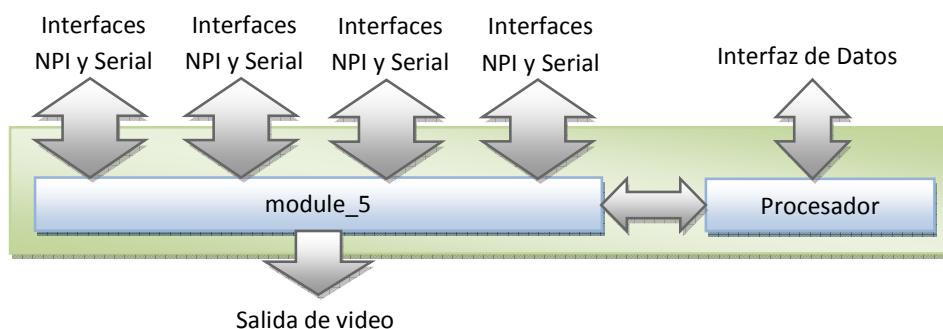 Interfaces
NPI y Serial
Interfaces
NPI y Serial
Interfaces
NPI y Serial
Interfaces
NPI y Serial
Interfaz de Datos
module_5
Procesador
Salida de video